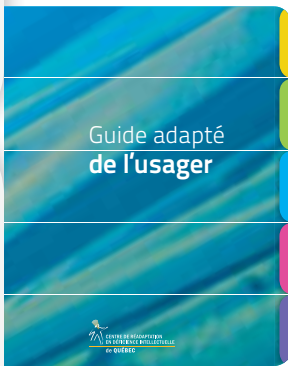 Guide adapté
de l'usager
CENTRE DE RÉADAPTATION
EN DÉFICIENCE INTELLECTUELLE
de QUÉBEC